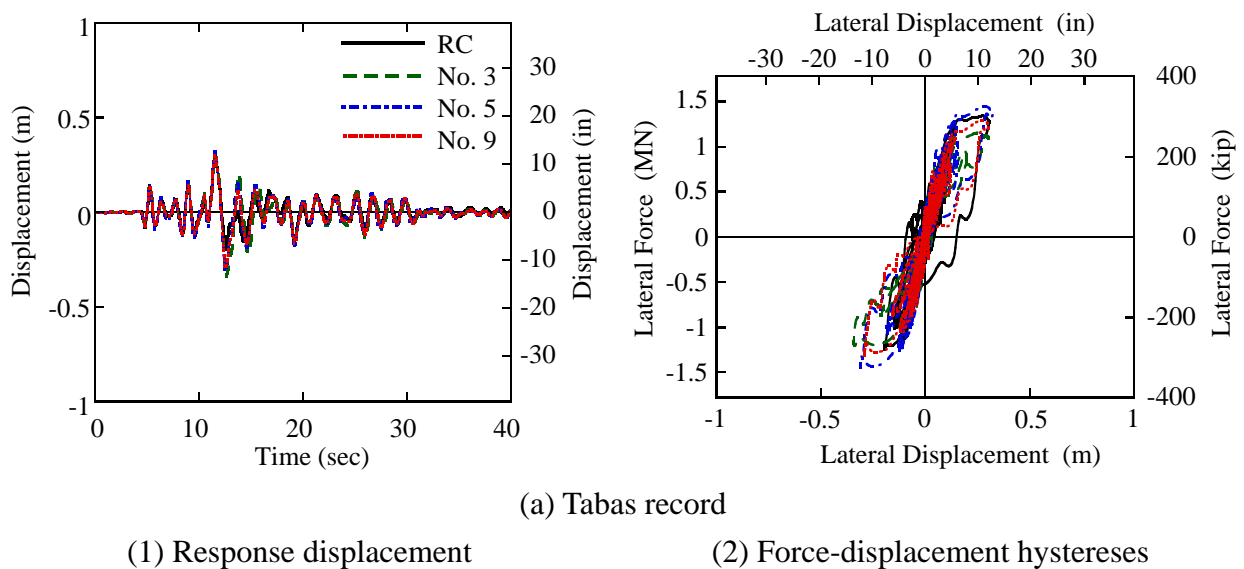 Lateral Displacement (in)
-30 -20 -10 0 10 20 30
1
0.5
0
-0.5
-1
Displacement (m)
RC
No. 3
No. 5
No. 9
30
20
10
0
-10
-20
-30
Displacement (in)
0 10 20 30 40
Time (sec)
1.5
1
0.5
0
-0.5
-1
-1.5
Lateral Force (MN)
400
200
0
-200
-400
Lateral Force (kip)
-1 -0.5 0 0.5 1
Lateral Displacement (m)
(a) Tabas record
(1) Response displacement
(2) Force-displacement hystereses